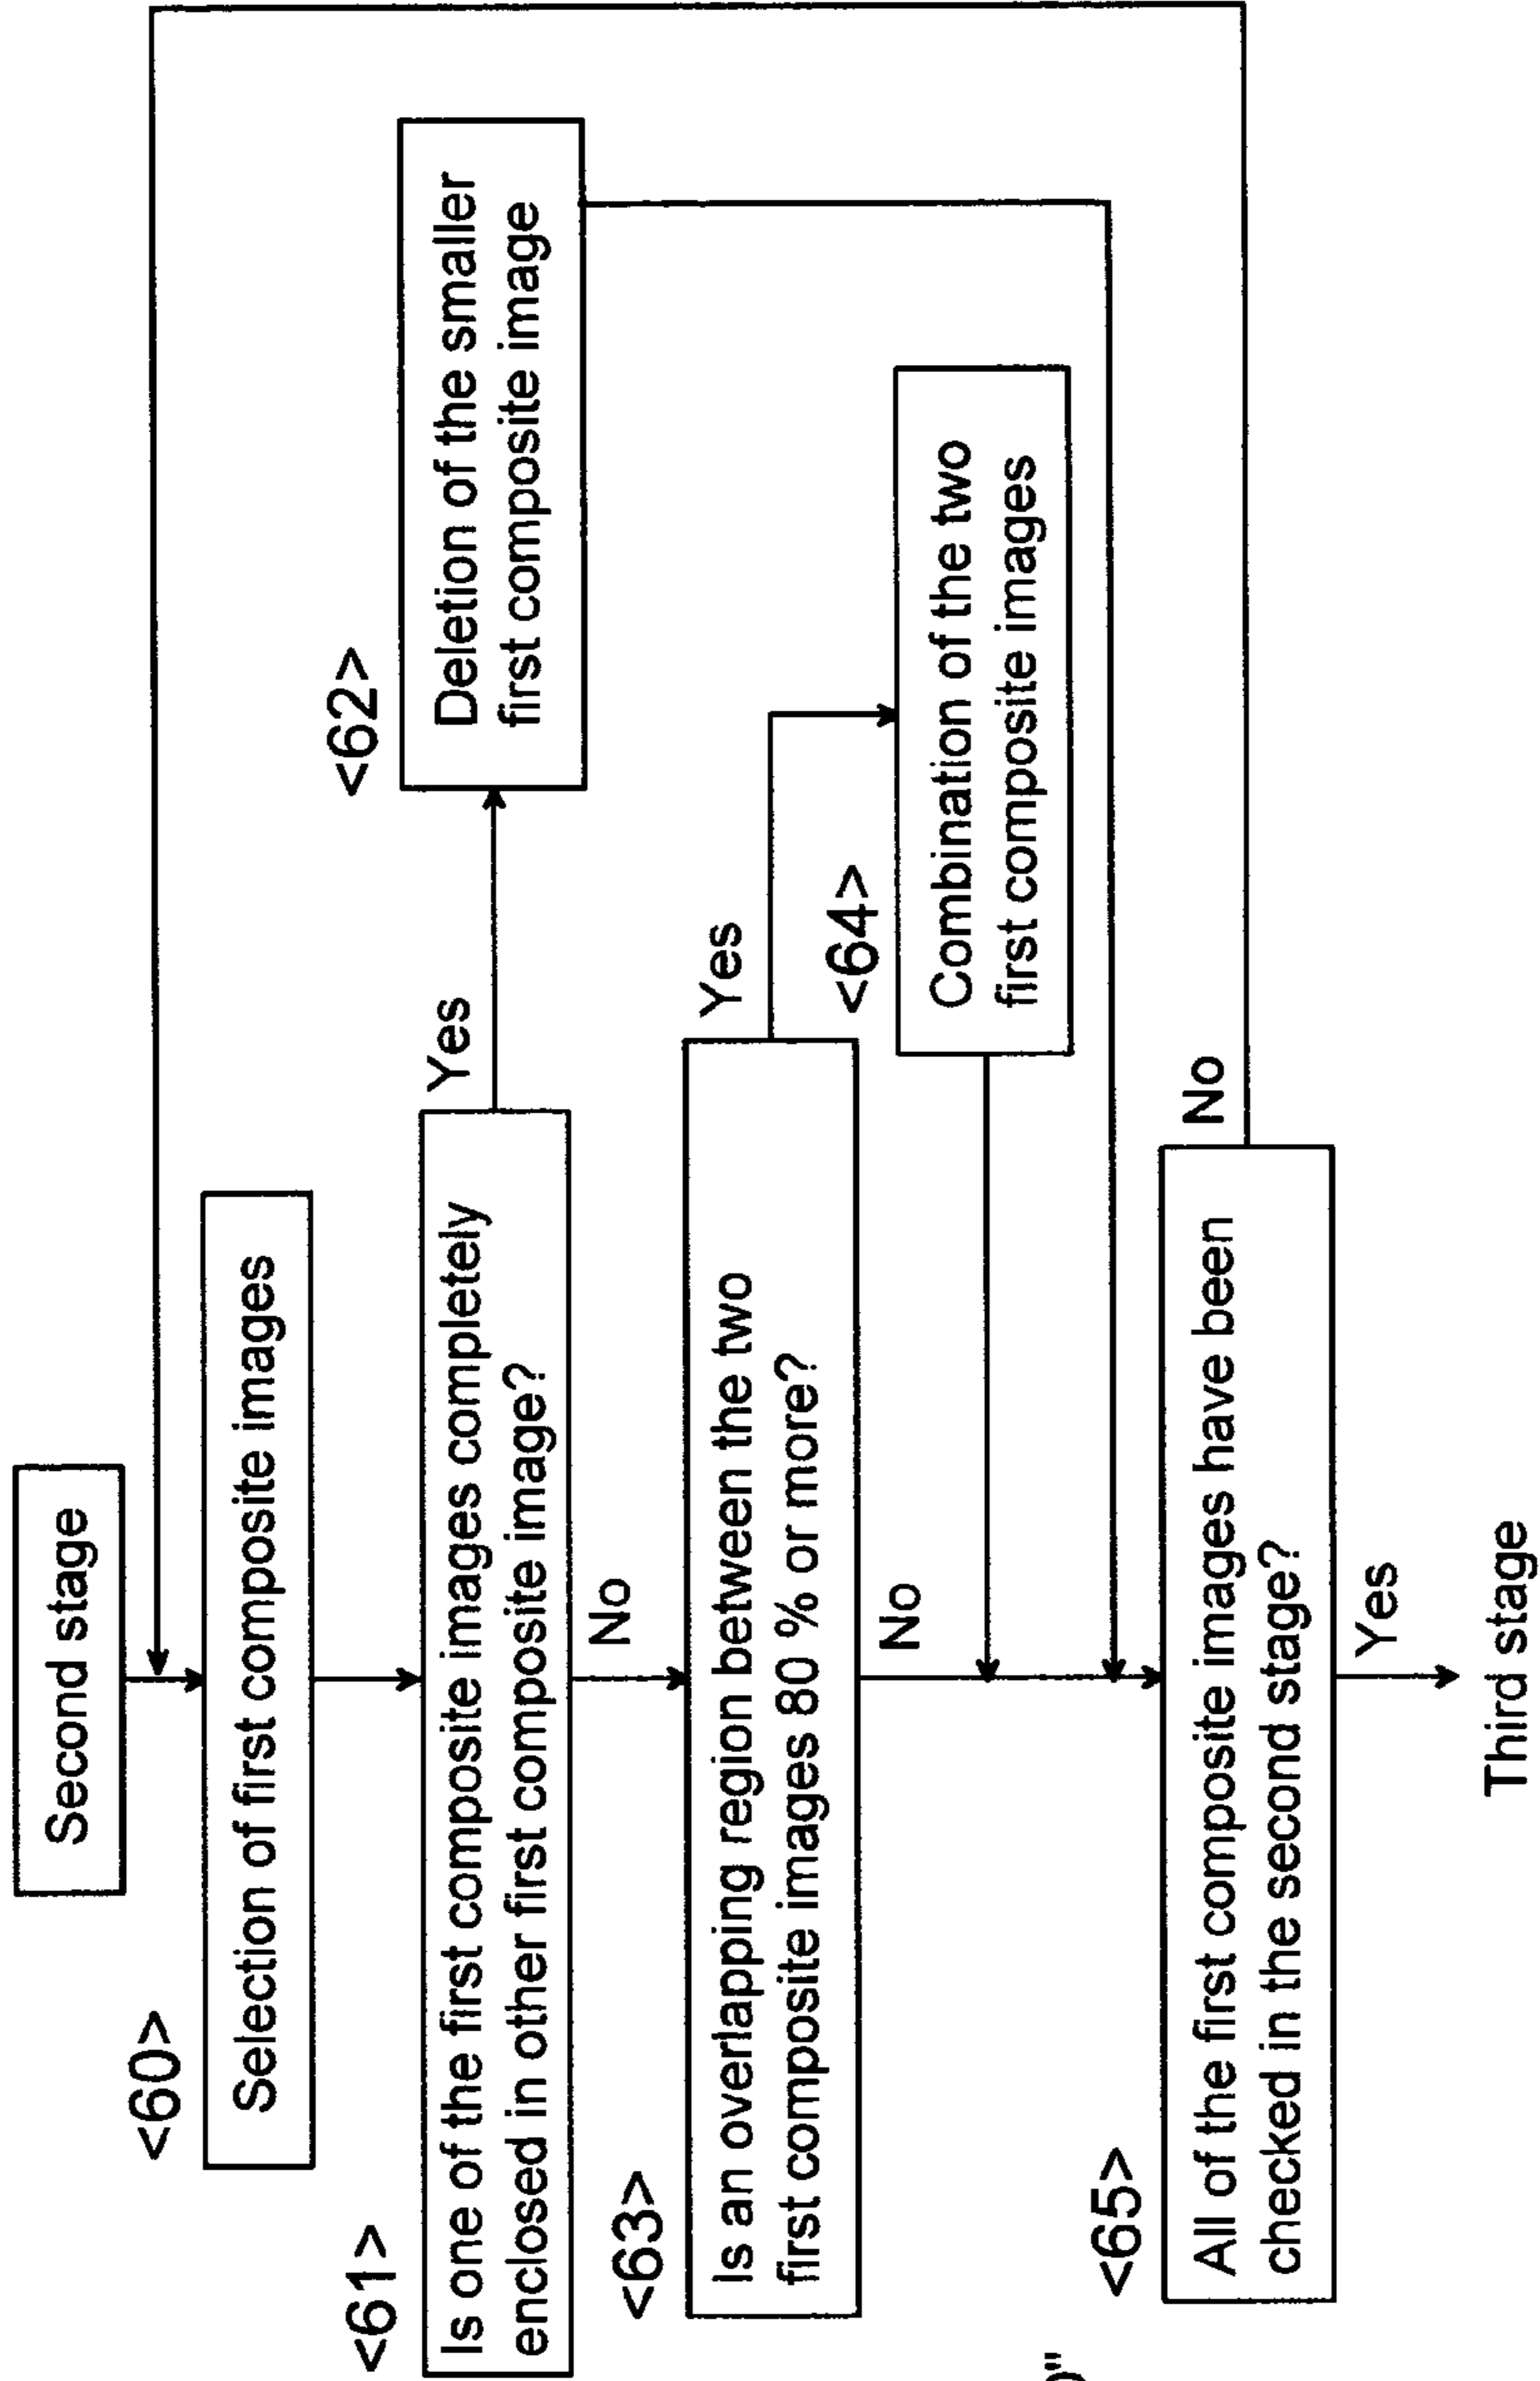 Second stage
<60>
Selection of first composite images
<61>
Is one of the first composite images completely
enclosed in other first composite image?
Yes
<62>
Deletion of the smaller
first composite image
No
<63>
Is an overlapping region between the two
first composite images 80 % or more?
Yes
<64>
Combination of the two
first composite images
No
<65>
All of the first composite images have been
checked in the second stage?
No
Yes
Third stage